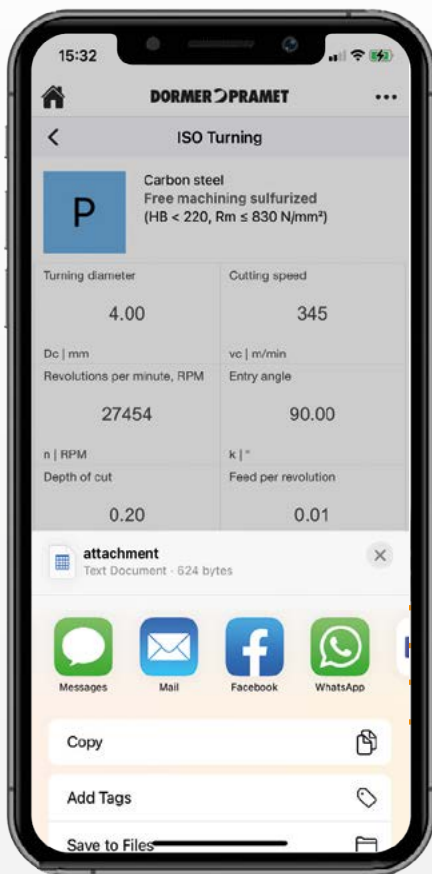 15:32
DORMER PRAMET
ISO Turning
P
Carbon steel
Free machining sulfurized
(HB < 220, Rm ≤ 830 N/mm²)
Turning diameter
Cutting speed
4.00
345
Dc | mm
vc | m/min
Revolutions per minute, RPM
Entry angle
27454
90.00
n | RPM
k | °
Depth of cut
Feed per revolution
0.20
0.01
attachment
Text Document - 624 bytes
Messages
Mail
Facebook
WhatsApp
Copy
Add Tags
Save to Files